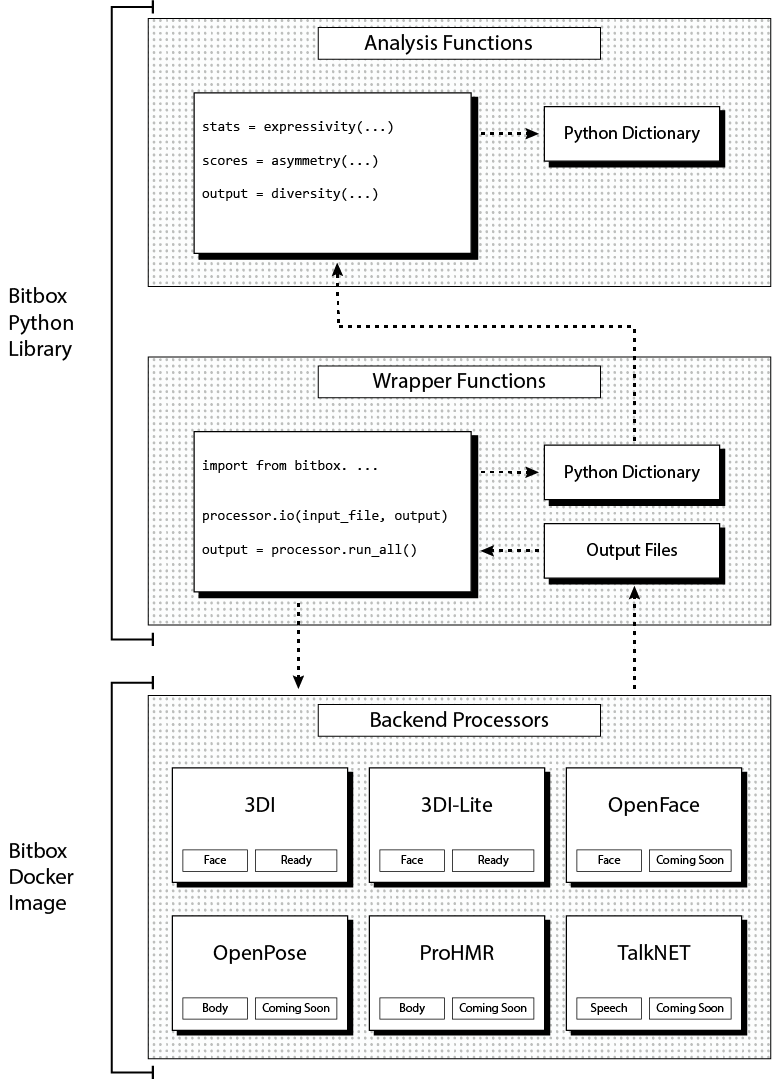 Analysis Functions
stats = expressivity(...)
scores = asymmetry(...)
output = diversity(...)
Python Dictionary
Bitbox
Python
Library
Wrapper Functions
import from bitbox. ...
processor.io(input_file, output)
output = processor.run_all()
Python Dictionary
Output Files
Backend Processors
3DI
Face
Ready
3DI-Lite
Face
Ready
OpenFace
Face
Coming Soon
Bitbox
Docker
Image
OpenPose
Body
Coming Soon
ProHMR
Body
Coming Soon
TalkNET
Speech
Coming Soon